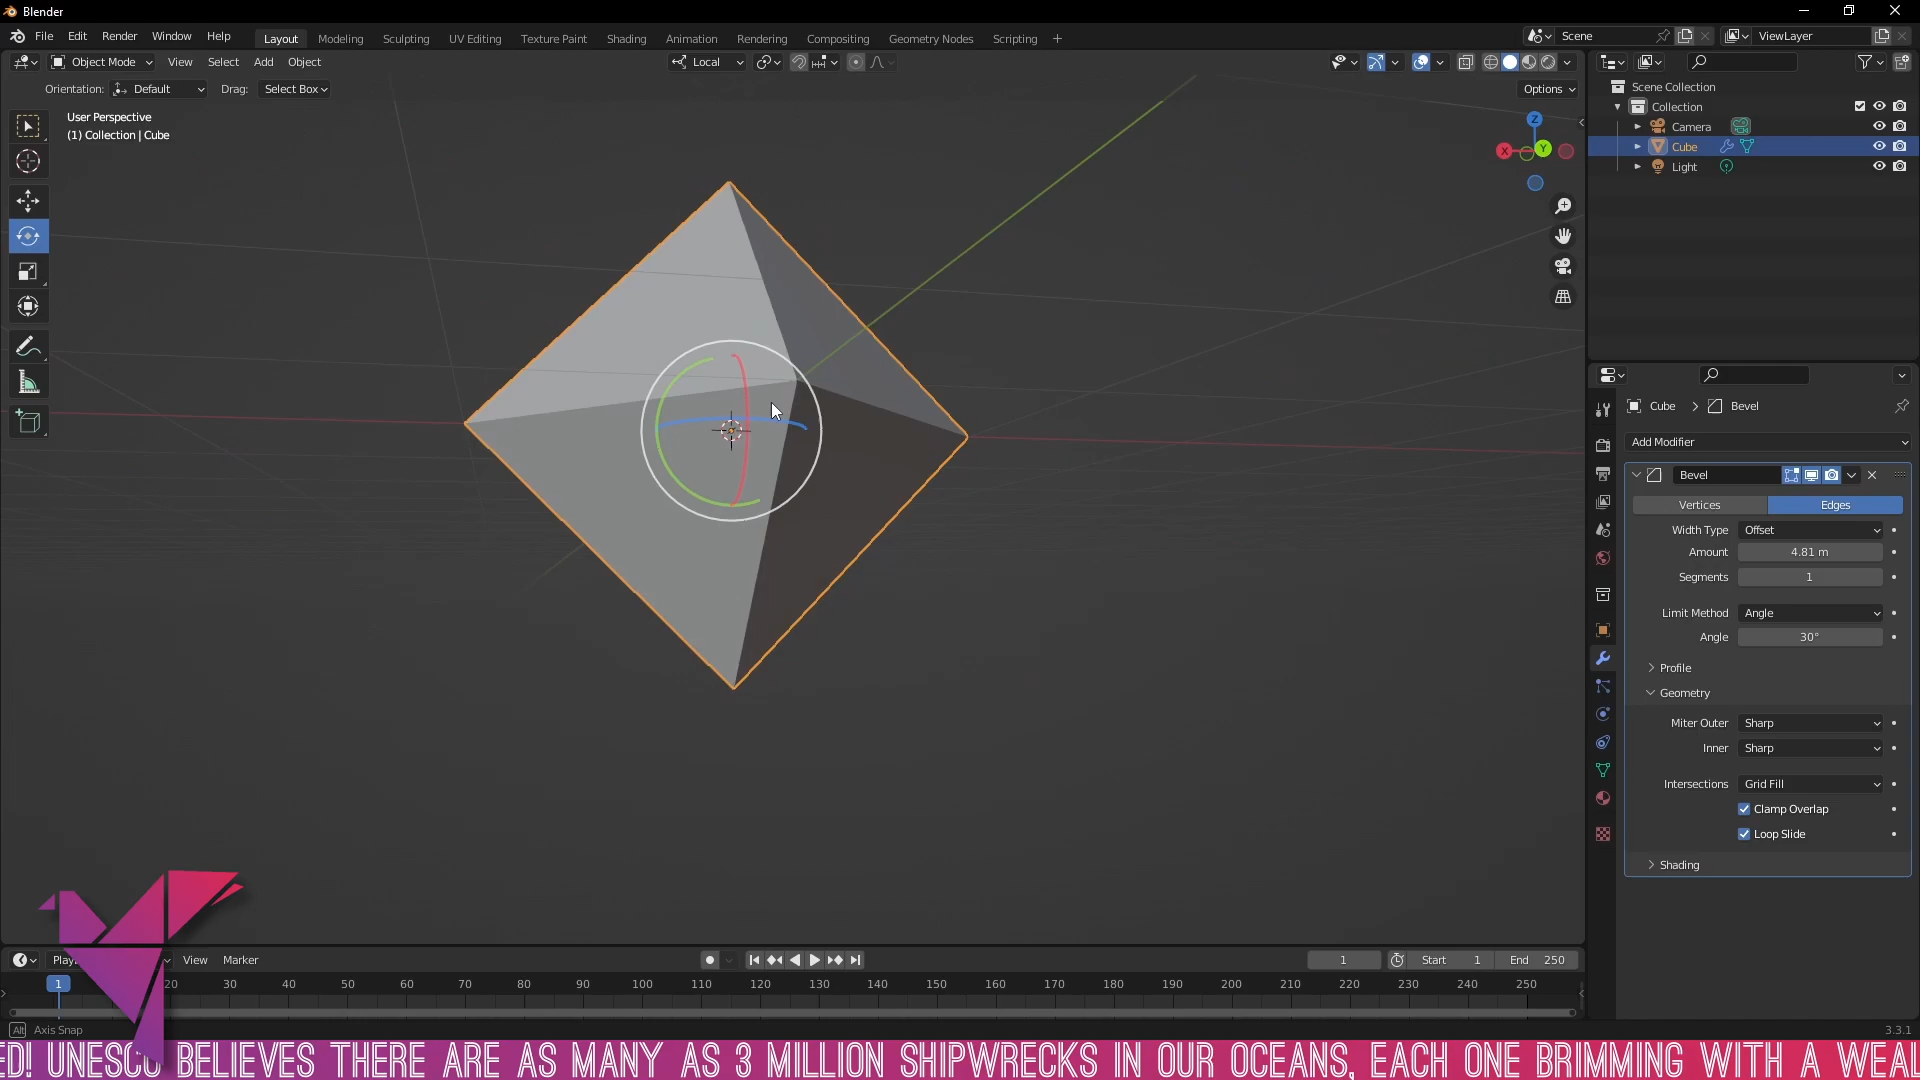 Blender
File Edit Render Window Help Layout Modeling Sculpting UV Editing Texture Paint Shading Animation Rendering Compositing Geometry Nodes Scripting +
Scene ViewLayer
Object Mode View Select Add Object Local
Orientation: Default Drag: Select Box Options
User Perspective
(1) Collection | Cube
Z
X Y
Scene Collection
Collection
Camera
Cube
Light
Cube > Bevel
Add Modifier
Bevel
Vertices Edges
Width Type Offset
Amount 4.81 m
Segments 1
Limit Method Angle
Angle 30°
Profile
Geometry
Miter Outer Sharp
Inner Sharp
Intersections Grid Fill
Clamp Overlap
Loop Slide
Shading
View Marker 1 Start 1 End 250
1 20 30 40 50 60 70 80 90 100 110 120 130 140 150 160 170 180 190 200 210 220 230 240 250
Alt Axis Snap 3.3.1
ED! UNESCO BELIEVES THERE ARE AS MANY AS 3 MILLION SHIPWRECKS IN OUR OCEANS, EACH ONE BRIMMING WITH A WEAL